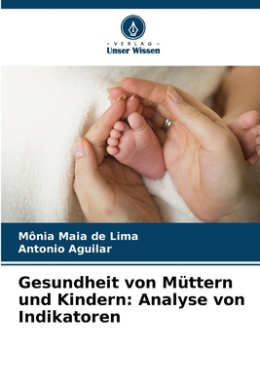 VERLAG
Unser Wissen
Mônia Maia de Lima
Antonio Aguilar
Gesundheit von Müttern
und Kindern: Analyse von
Indikatoren